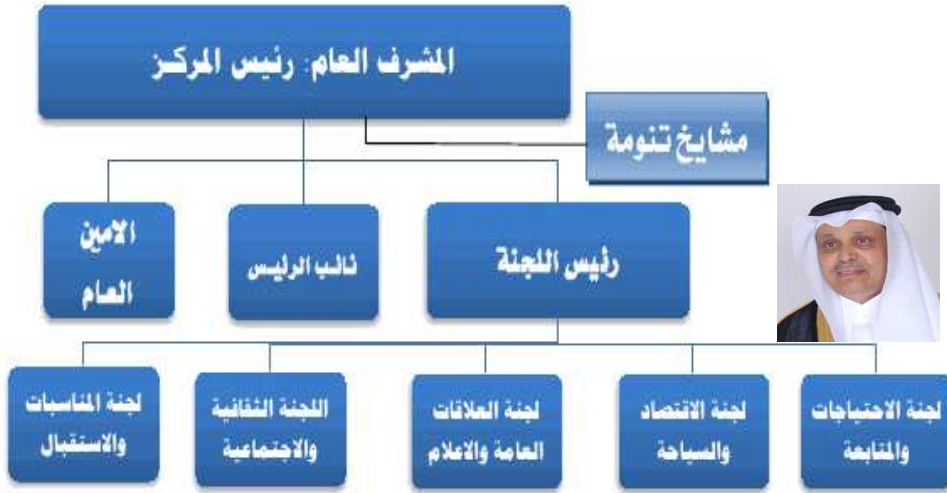 المشرف العام: رئيس المركز
مشايخ تنومة
رئيس اللجنة
نائب الرئيس
الامين
العام
لجنة الاحتياجات
والمتابعة
لجنة الاقتصاد
والسياحة
لجنة العلاقات
العامة والاعلام
اللجنة الثقافية
والاجتماعية
لجنة المناسبات
والاستقبال